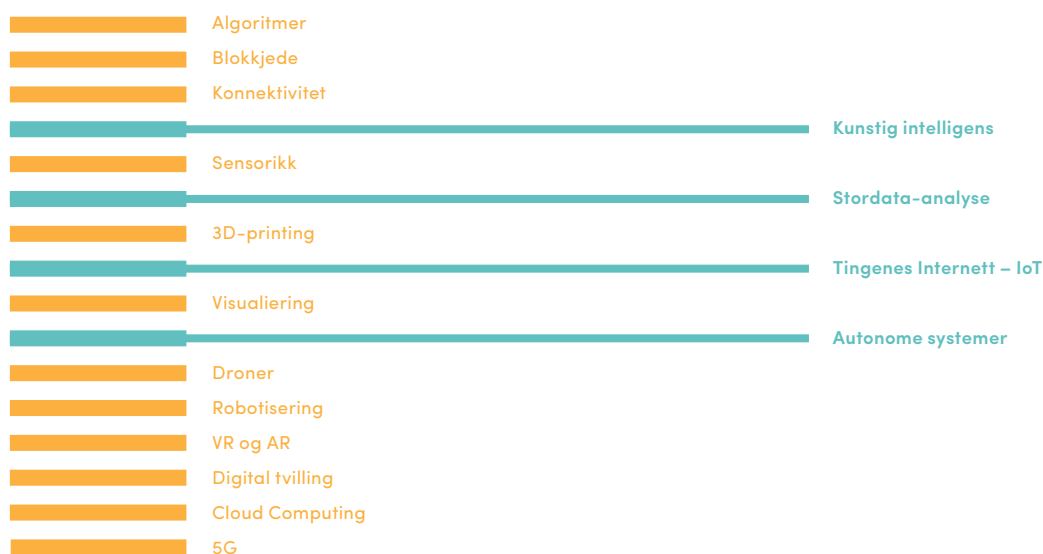 Algoritmer
Blokkjede
Konnektivitet
Kunstig intelligens
Sensorikk
Stordata-analyse
3D-printing
Tingenes Internett – IoT
Visualiering
Autonome systemer
Droner
Robotisering
VR og AR
Digital tvilling
Cloud Computing
5G